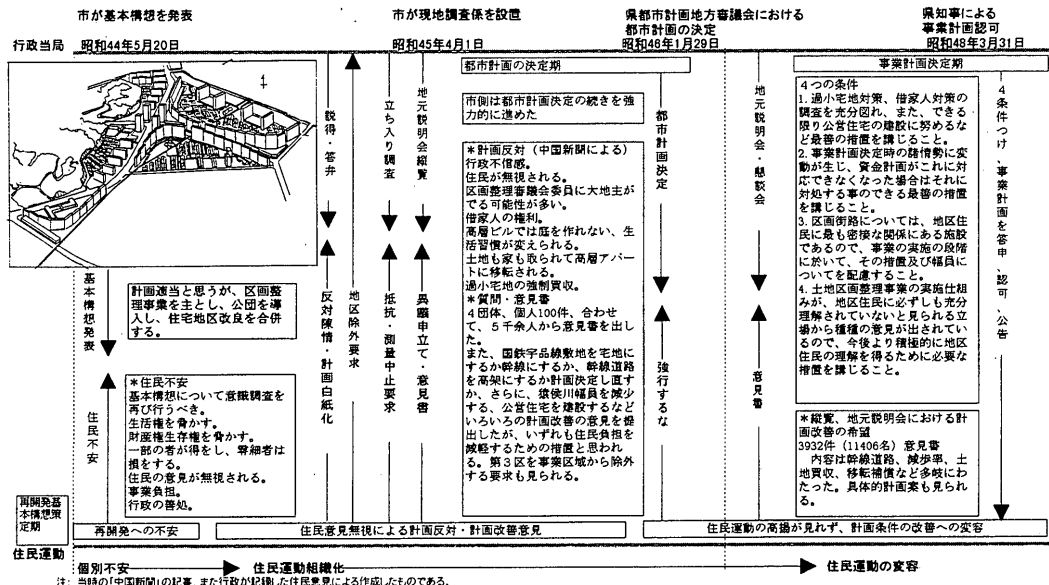 市が基本構想を発表
市が現地調査係を設置
県都市計画地方審議会における
都市計画の決定
県知事による
事業計画認可
行政当局
昭和44年5月20日
昭和45年4月1日
昭和46年1月29日
昭和48年3月31日
基本構想発表
住民不安
計画適当と思うが、区画整
理事業を主とし、公団を導
入し、住宅地区改良を合併
する。
*住民不安
基本構想について意識調査を
再び行うべき。
生活権を脅かす。
財産権生存権を脅かす。
一部の者が得をし、零細者は
損をする。
住民の意見が無視される。
事業負担。
行政の善処。
説得・答弁
反対陳情・計画白紙化
地区除外要求
立ち入り調査
抵抗・測量中止要求
地元説明会縦覧
異議申立て・意見書
都市計画の決定期
市側は都市計画決定の続きを強
力的に進めた
*計画反対(中国新聞による)
行政不信感。
住民が無視される。
区画整理審議会委員に大地主が
でる可能性が多い。
借家人の権利。
高層ビルでは庭を作れない、生
活習慣が変えられる。
土地も家も取られて高層アパー
トに移転される。
過小宅地の強制買収。
*質問・意見書
4団体、個人100件、合わせ
て、5千余人から意見書を出し
た。
また、国鉄宇品線敷地を宅地に
するか幹線にするか、幹線道路
を高架にするか計画決定し直す
か、さらに、猿侯川幅員を減少
する、公営住宅を建設するなど
いろいろの計画改善の意見を提
出したが、いずれも住民負担を
減軽するための措置と思われ
る。第3区を事業区域から除外
する要求も見られる。
都市計画決定
強行するな
地元説明会・懇談会
意見書
事業計画決定期
4つの条件
1. 過小宅地対策、借家人対策の
調査を充分図れ、また、できる
限り公営住宅の建設に努めるな
ど最善の措置を講じること。
2. 事業計画決定時の諸情勢に変
動が生じ、資金計画がこれに対
応できなくなった場合はそれに
対処する事のできる最善の措置
を講じること。
3. 区画街路については、地区住
民に最も密接な関係にある施設
であるので、事業の実施の段階
に於いて、その措置及び幅員に
ついてを配慮すること。
4. 土地区画整理事業の実施仕組
みが、地区住民に必ずしも充分
理解されていないと見られる立
場から種種の意見が出されてい
るので、今後より積極的に地区
住民の理解を得るために必要な
措置を講じること。
*縦覧、地元説明会における計
画改善の希望
3932件(11406名)意見書
内容は幹線道路、減歩率、土
地買収、移転補償など多岐にわ
たった。具体的計画案も見られ
る。
4条件つけ、事業計画を答申、認可、公告
再開発基
本構想策
定期
再開発への不安
住民意見無視による計画反対・計画改善意見
住民運動の高揚が見れず、計画条件の改善への変容
住民運動
個別不安
住民運動組織化
住民運動の変容
注: 当時の「中国新聞」の記事、また行政が記録した住民意見による作成したものである。